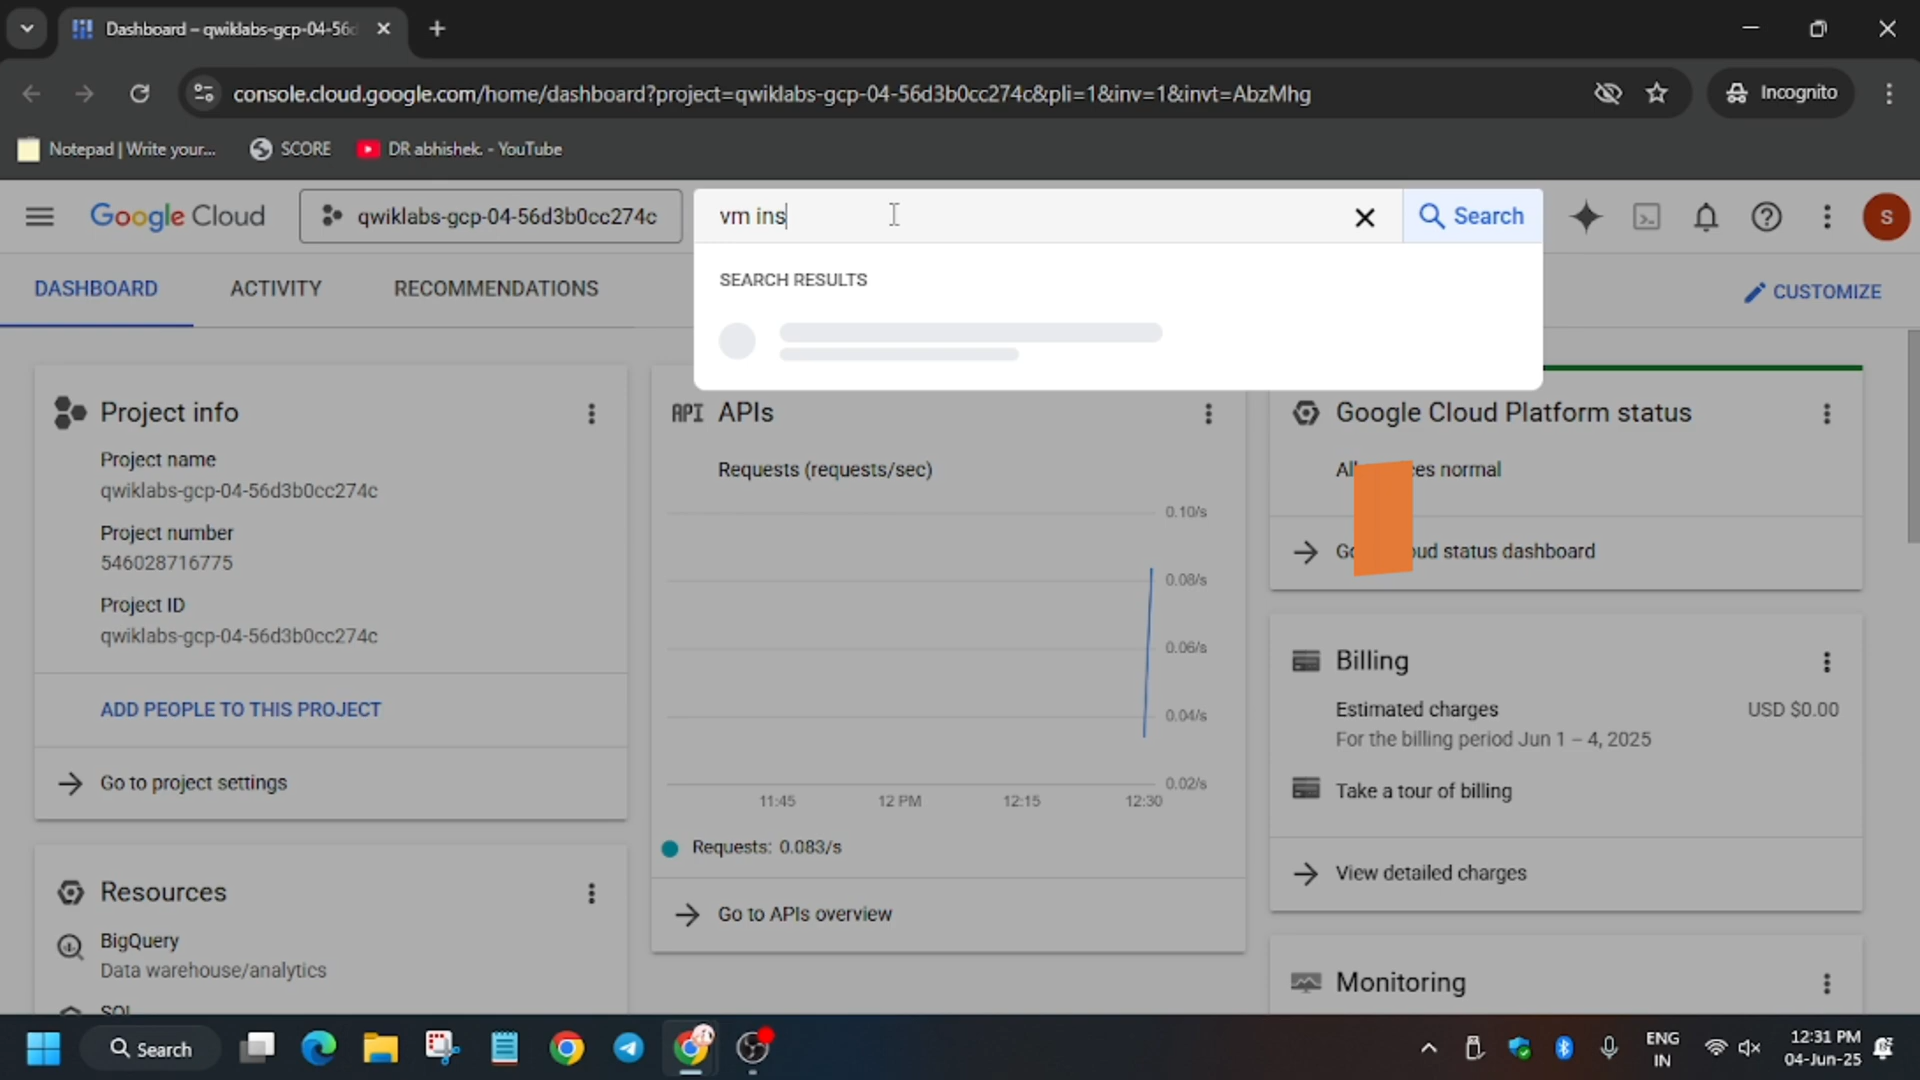 Dashboard – qwiklabs-gcp-04-56d
console.cloud.google.com/home/dashboard?project=qwiklabs-gcp-04-56d3b0cc274c&pli=1&inv=1&invt=AbzMhg
Incognito
Notepad | Write your...
SCORE
DR abhishek. - YouTube
Google Cloud
qwiklabs-gcp-04-56d3b0cc274c
vm ins
Search
S
SEARCH RESULTS
DASHBOARD
ACTIVITY
RECOMMENDATIONS
CUSTOMIZE
Project info
Project name
qwiklabs-gcp-04-56d3b0cc274c
Project number
546028716775
Project ID
qwiklabs-gcp-04-56d3b0cc274c
ADD PEOPLE TO THIS PROJECT
Go to project settings
Resources
BigQuery
Data warehouse/analytics
SQL
API APIs
Requests (requests/sec)
0.10/s
0.08/s
0.06/s
0.04/s
0.02/s
11:45
12 PM
12:15
12:30
Requests: 0.083/s
Go to APIs overview
Google Cloud Platform status
normal
status dashboard
Billing
Estimated charges
USD $0.00
For the billing period Jun 1 – 4, 2025
Take a tour of billing
View detailed charges
Monitoring
Search
ENG
IN
12:31 PM
04-Jun-25